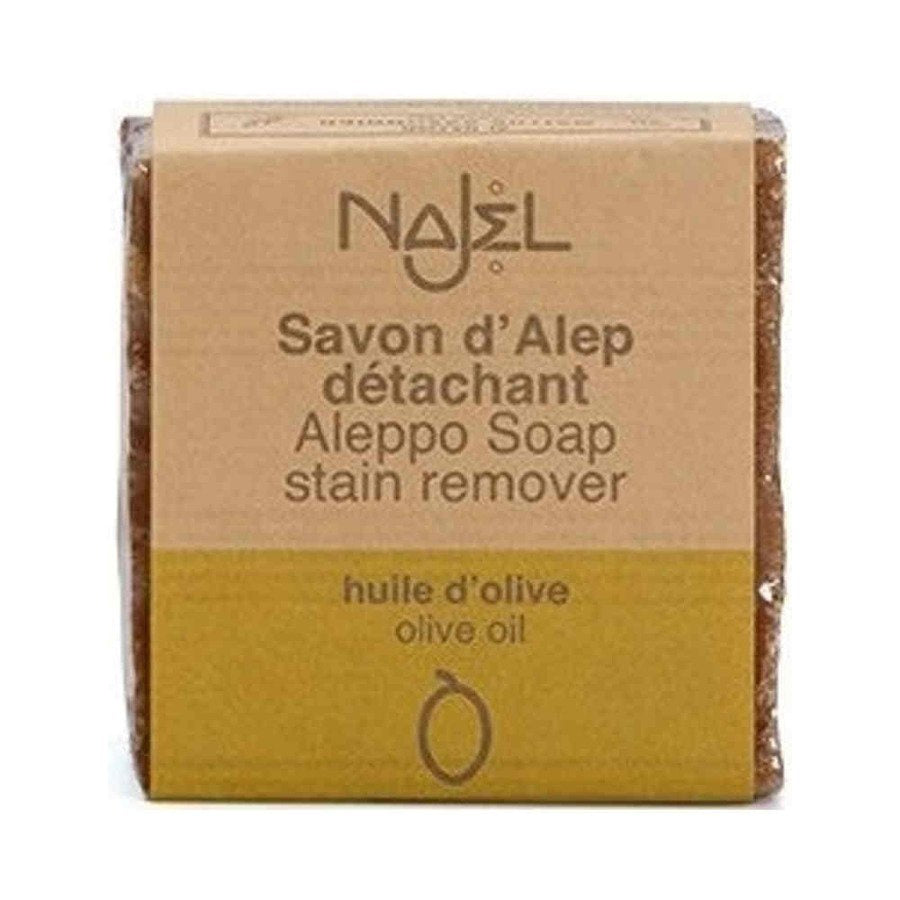 NAJEL
Savon d'Alep
détachant
Aleppo Soap
stain remover
huile d'olive
olive oil